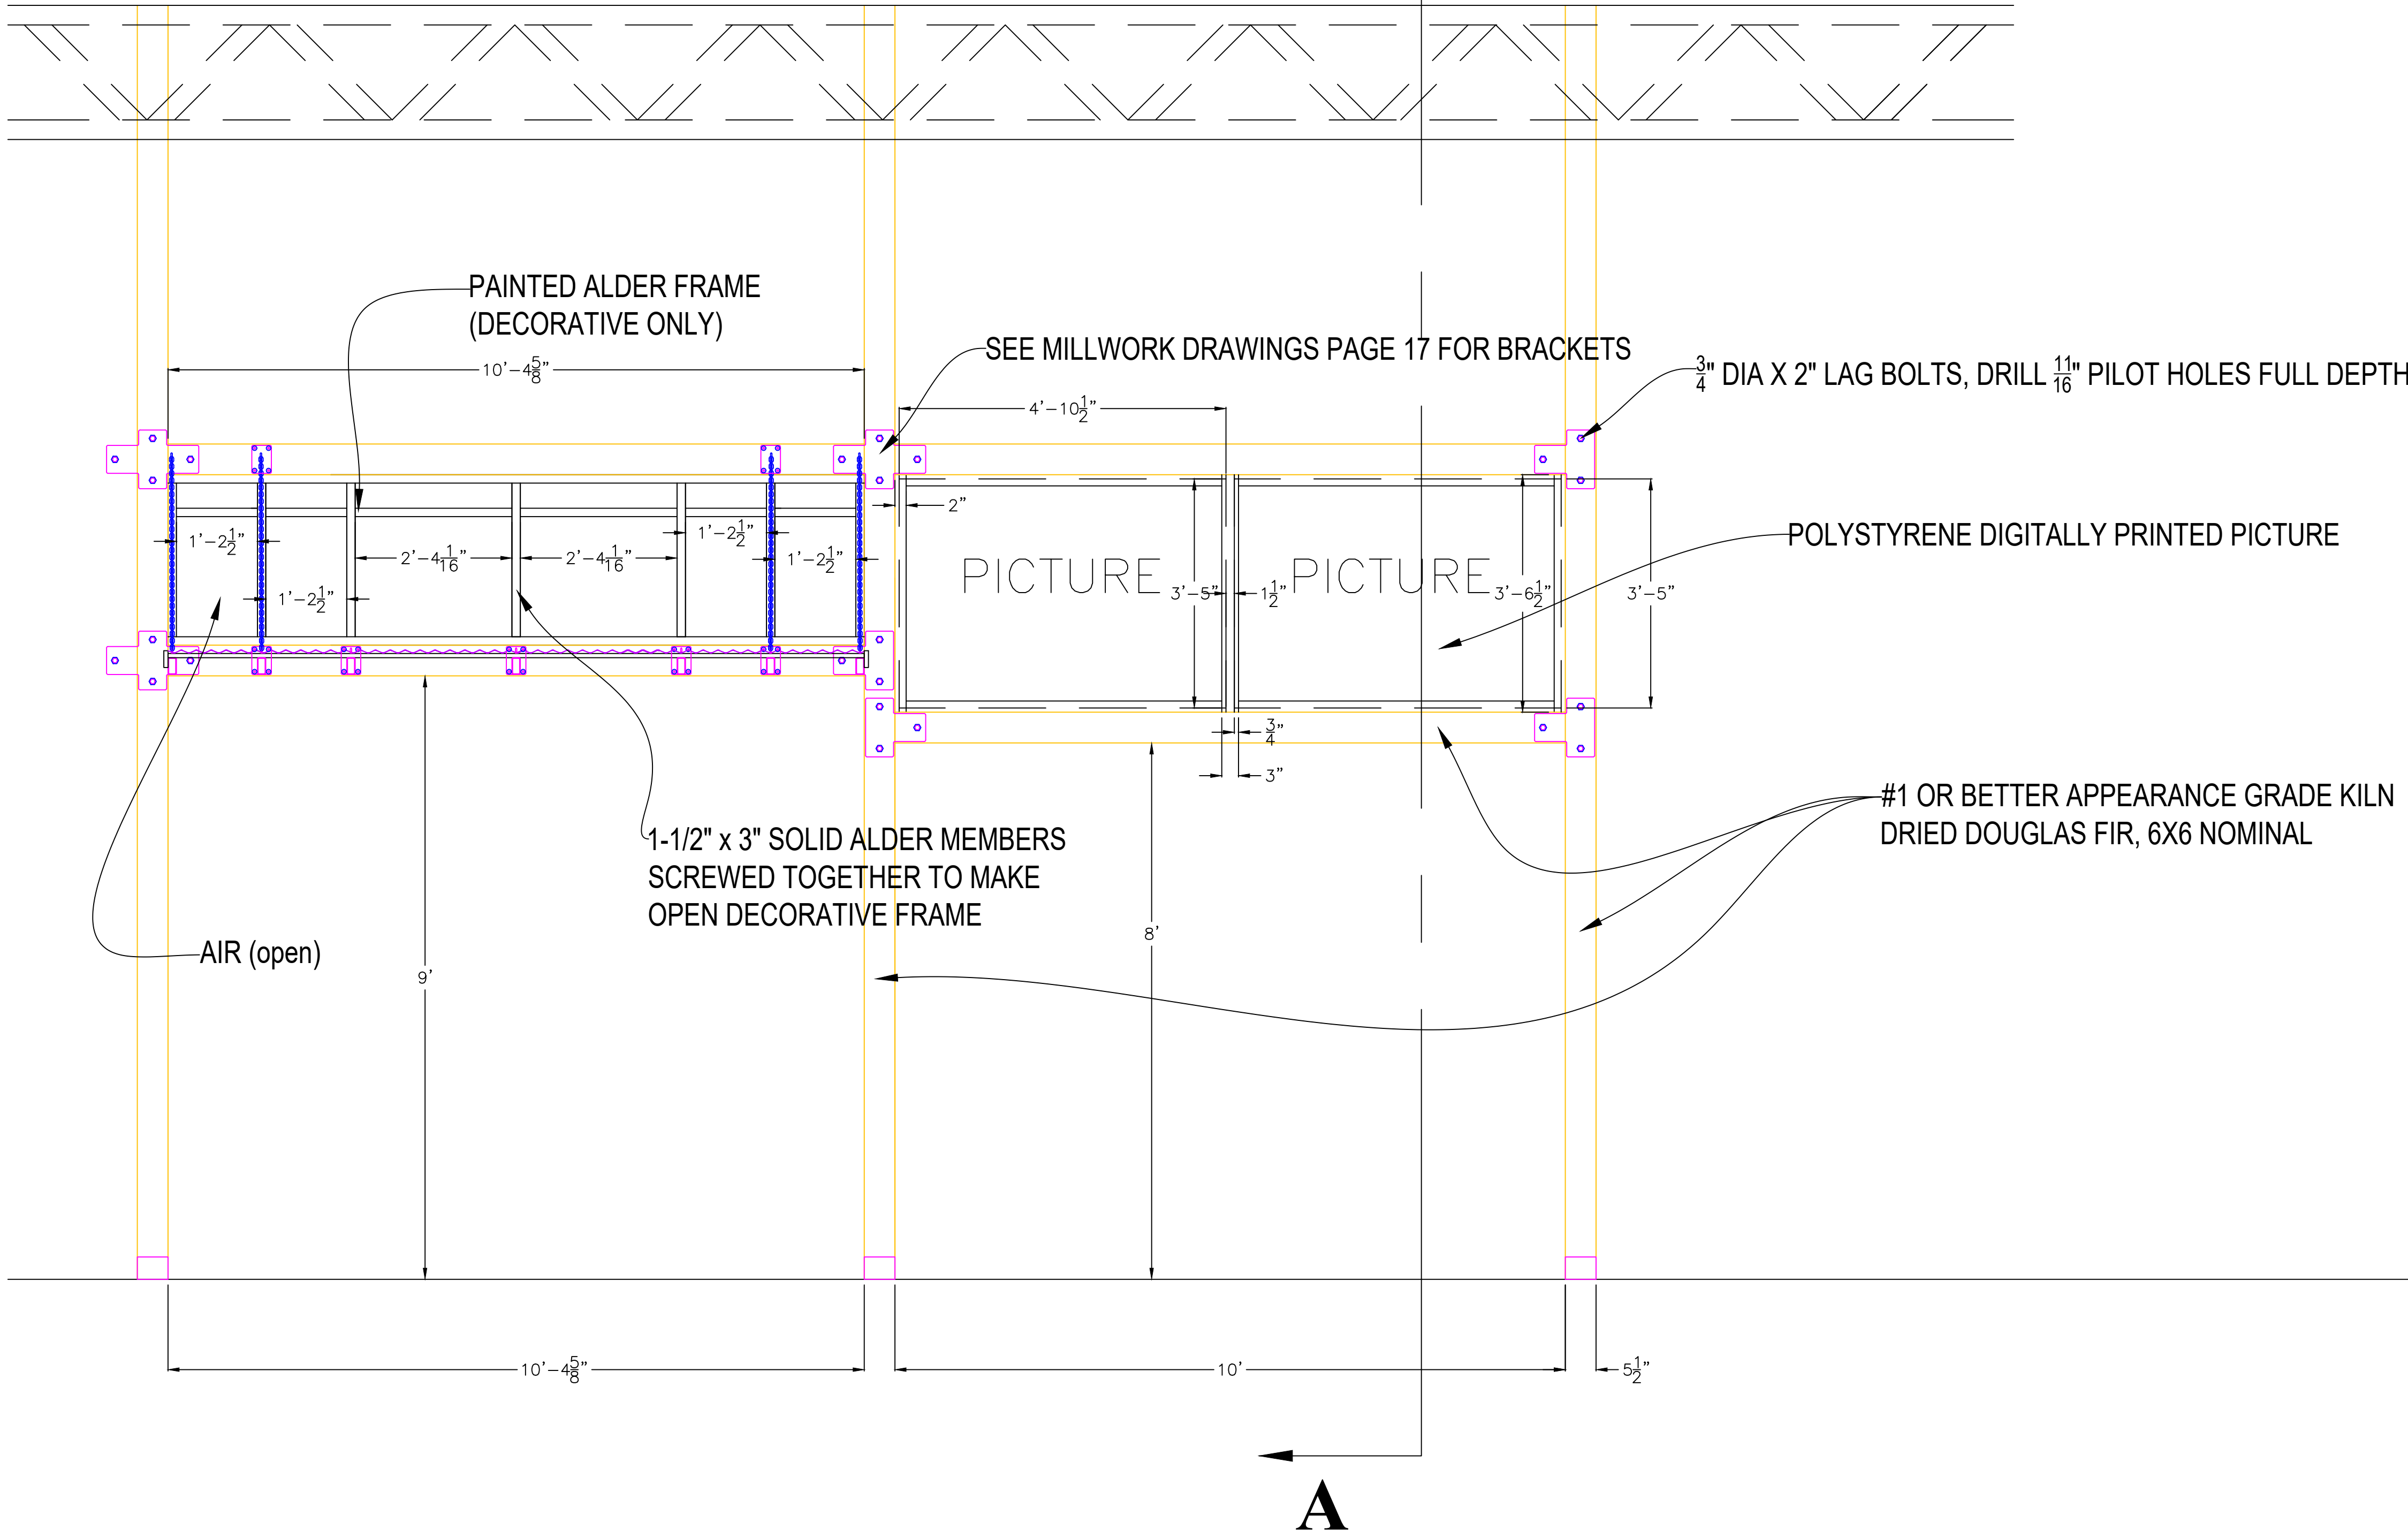 PAINTED ALDER FRAME
(DECORATIVE ONLY)
SEE MILLWORK DRAWINGS PAGE 17 FOR BRACKETS
10'-4 5/8"
3/4" DIA X 2" LAG BOLTS, DRILL 11/16" PILOT HOLES FULL DEPTH
4'-10 1/2"
2"
1'-2 1/2"
1'-2 1/2"
POLYSTYRENE DIGITALLY PRINTED PICTURE
2'-4 1/16"
2'-4 1/16"
1'-2 1/2"
PICTURE
PICTURE
1'-2 1/2"
3'-5"
1 1/2"
3'-6 1/2"
3'-5"
3/4"
3"
#1 OR BETTER APPEARANCE GRADE KILN
DRIED DOUGLAS FIR, 6X6 NOMINAL
1-1/2" x 3" SOLID ALDER MEMBERS
SCREWED TOGETHER TO MAKE
OPEN DECORATIVE FRAME
8'
AIR (open)
9'
10'-4 5/8"
10'
5 1/2"
A